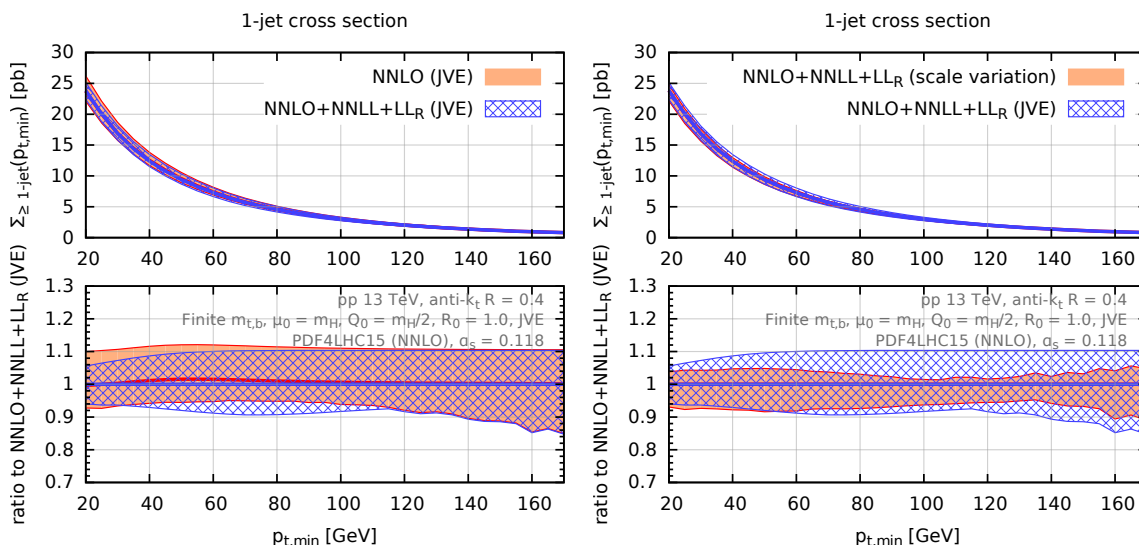 1-jet cross section
Σ≥ 1-jet(pt,min) [pb]
30
25
20
15
10
5
0
NNLO (JVE)
NNLO+NNLL+LLR (JVE)
20 40 60 80 100 120 140 160
ratio to NNLO+NNLL+LLR (JVE)
1.3
1.2
1.1
1
0.9
0.8
0.7
pp 13 TeV, anti-kt R = 0.4
Finite mt,b, μ0 = mH, Q0 = mH/2, R0 = 1.0, JVE
PDF4LHC15 (NNLO), αs = 0.118
20 40 60 80 100 120 140 160
pt,min [GeV]
1-jet cross section
Σ≥ 1-jet(pt,min) [pb]
30
25
20
15
10
5
0
NNLO+NNLL+LLR (scale variation)
NNLO+NNLL+LLR (JVE)
20 40 60 80 100 120 140 160
ratio to NNLO+NNLL+LLR (JVE)
1.3
1.2
1.1
1
0.9
0.8
0.7
pp 13 TeV, anti-kt R = 0.4
Finite mt,b, μ0 = mH, Q0 = mH/2, R0 = 1.0, JVE
PDF4LHC15 (NNLO), αs = 0.118
20 40 60 80 100 120 140 160
pt,min [GeV]